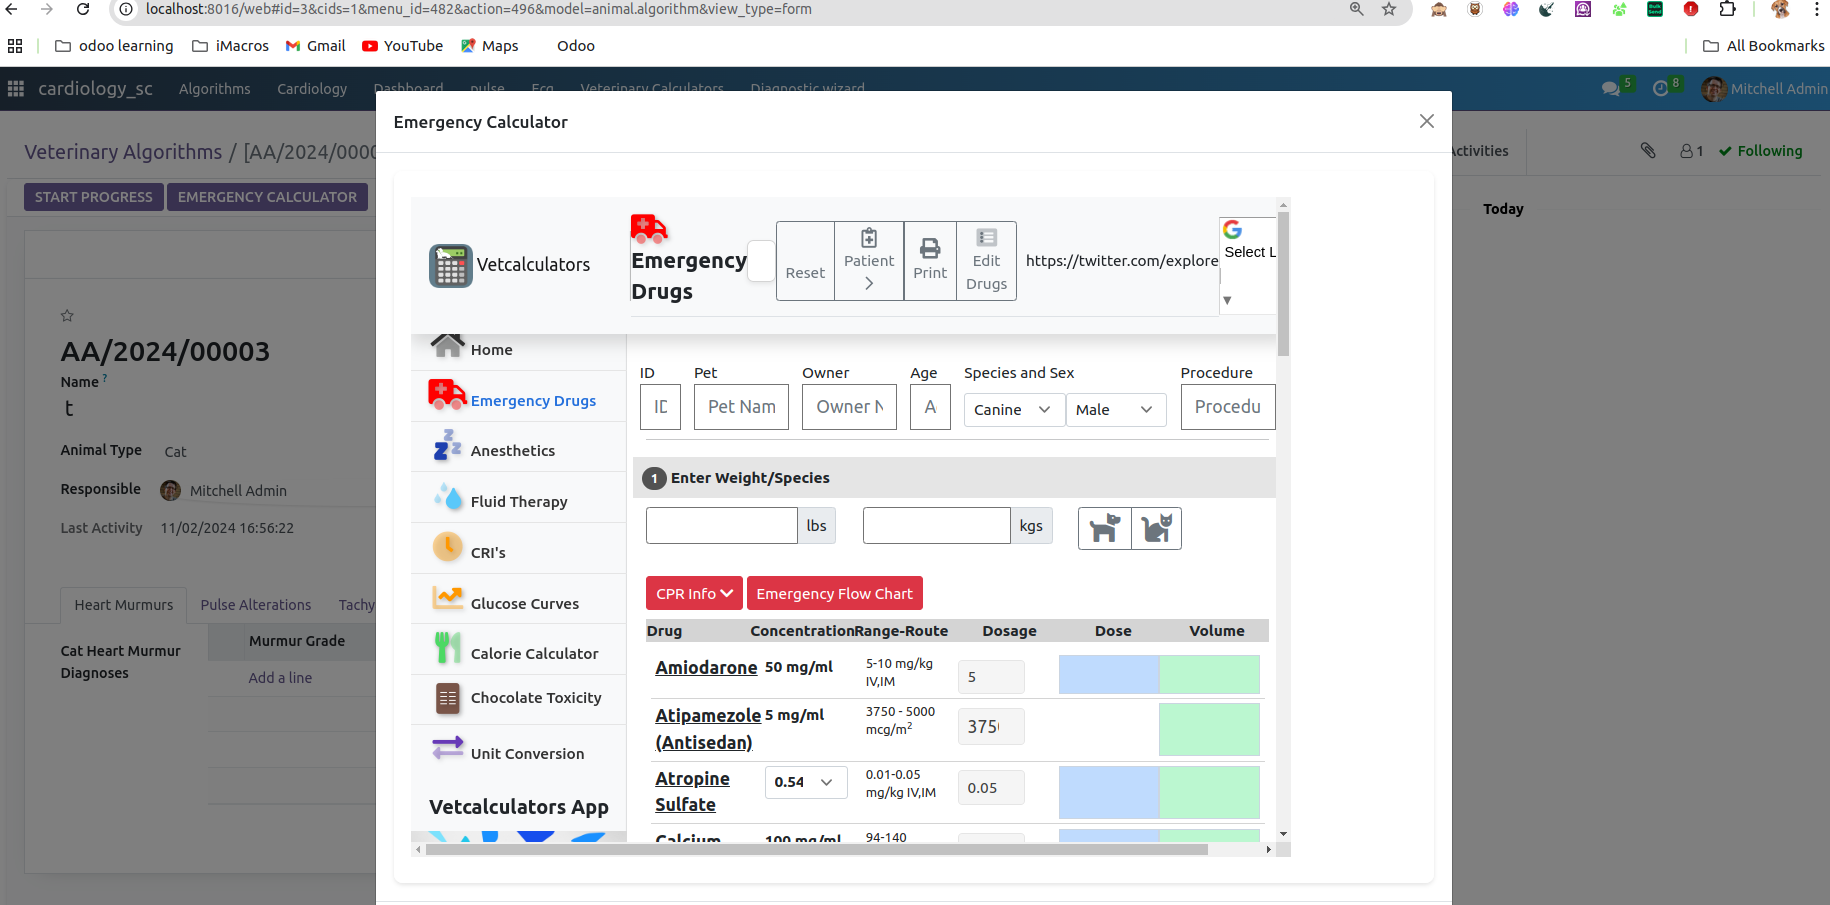 localhost:8016/web#id=3&cids=1&menu_id=482&action=496&model=animal.algorithm&view_type=form
odoo learning iMacros Gmail YouTube Maps Odoo All Bookmarks
cardiology_sc Algorithms Cardiology Dashboard pulse Ecg Veterinary Calculators Diagnostic wizard 5 8 Mitchell Admin
Emergency Calculator
Veterinary Algorithms / [AA/2024/000
Activities 1 Following
START PROGRESS EMERGENCY CALCULATOR
Today
AA/2024/00003
Name ?
t
Animal Type Cat
Responsible Mitchell Admin
Last Activity 11/02/2024 16:56:22
Heart Murmurs Pulse Alterations Tachy
Cat Heart Murmur
Diagnoses
Murmur Grade
Add a line
Vetcalculators
Emergency
Drugs
Reset
Patient
Print
Edit
Drugs
https://twitter.com/explore
Select L
▼
Home
Emergency Drugs
Anesthetics
Fluid Therapy
CRI's
Glucose Curves
Calorie Calculator
Chocolate Toxicity
Unit Conversion
Vetcalculators App
ID Pet Owner Age Species and Sex Procedure
ID Pet Nam Owner N A Canine Male Procedu
1 Enter Weight/Species
lbs kgs
CPR Info Emergency Flow Chart
Drug Concentration Range-Route Dosage Dose Volume
Amiodarone 50 mg/ml 5-10 mg/kg
IV,IM 5
Atipamezole
(Antisedan) 5 mg/ml 3750 - 5000
mcg/m2 3750
Atropine
Sulfate 0.54 0.01-0.05
mg/kg IV,IM 0.05
Calcium 100 mg/ml 94-140